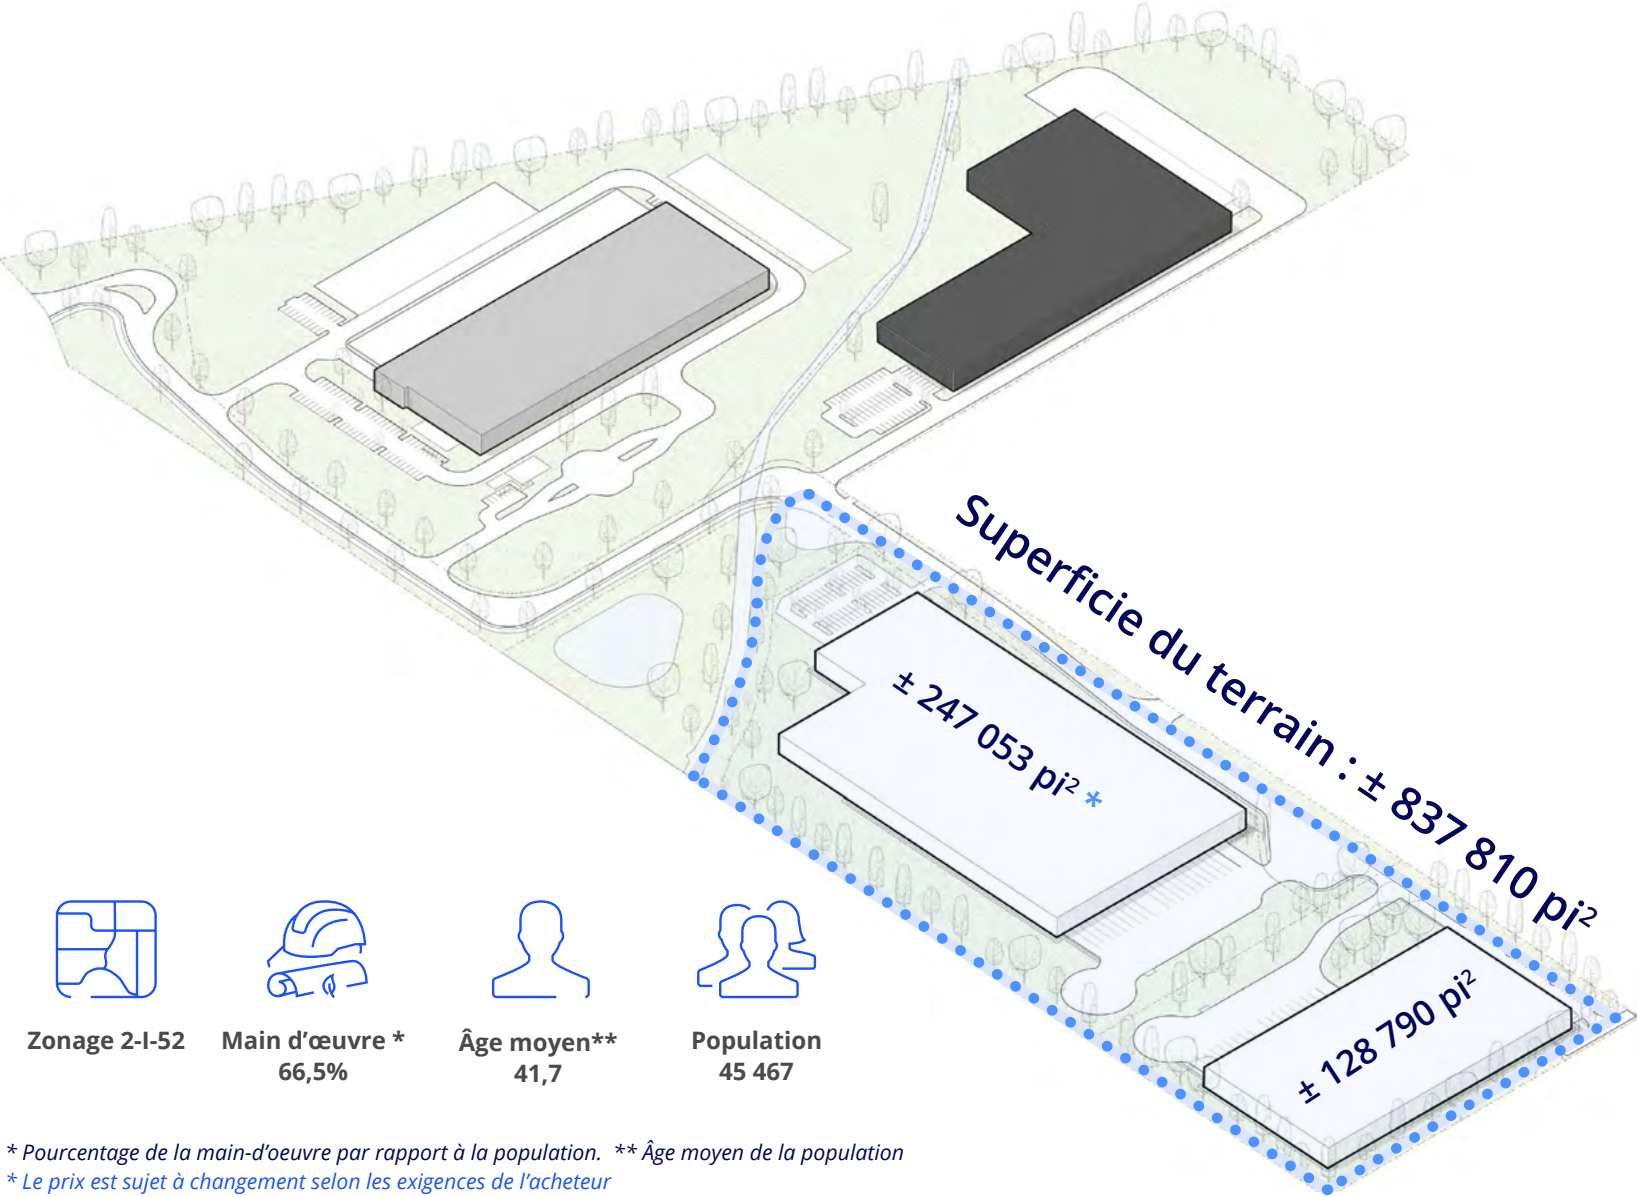 Superficie du terrain : ± 837 810 pi²
± 247 053 pi² *
± 128 790 pi²
Zonage 2-I-52
Main d'œuvre *
66,5%
Âge moyen**
41,7
Population
45 467
* Pourcentage de la main-d'oeuvre par rapport à la population. ** Âge moyen de la population
* Le prix est sujet à changement selon les exigences de l'acheteur